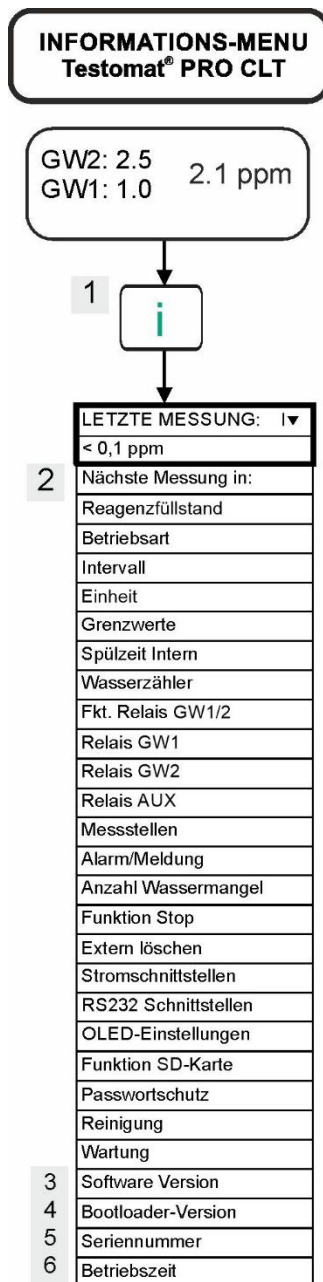 INFORMATIONS-MENU
Testomat® PRO CLT
GW2: 2.5
GW1: 1.0
2.1 ppm
1
i
LETZTE MESSUNG: I▼
< 0,1 ppm
2 Nächste Messung in:
Reagenzfüllstand
Betriebsart
Intervall
Einheit
Grenzwerte
Spülzeit Intern
Wasserzähler
Fkt. Relais GW1/2
Relais GW1
Relais GW2
Relais AUX
Messstellen
Alarm/Meldung
Anzahl Wassermangel
Funktion Stop
Extern löschen
Stromschnittstellen
RS232 Schnittstellen
OLED-Einstellungen
Funktion SD-Karte
Passwortschutz
Reinigung
Wartung
3 Software Version
4 Bootloader-Version
5 Seriennummer
6 Betriebszeit